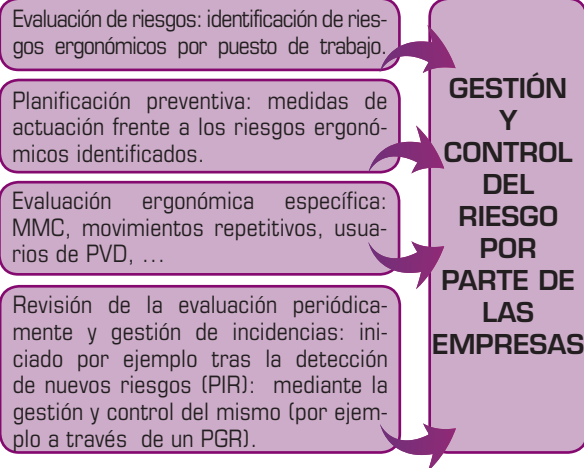 Evaluación de riesgos: identificación de ries-
gos ergonómicos por puesto de trabajo.
Planificación preventiva: medidas de
actuación frente a los riesgos ergonó-
micos identificados.
Evaluación ergonómica específica:
MMC, movimientos repetitivos, usua-
rios de PVD, ...
Revisión de la evaluación periódica-
mente y gestión de incidencias: ini-
ciado por ejemplo tras la detección
de nuevos riesgos (PIR): mediante la
gestión y control del mismo (por ejem-
plo a través de un PGR).
GESTIÓN
Y
CONTROL
DEL
RIESGO
POR
PARTE DE
LAS
EMPRESAS